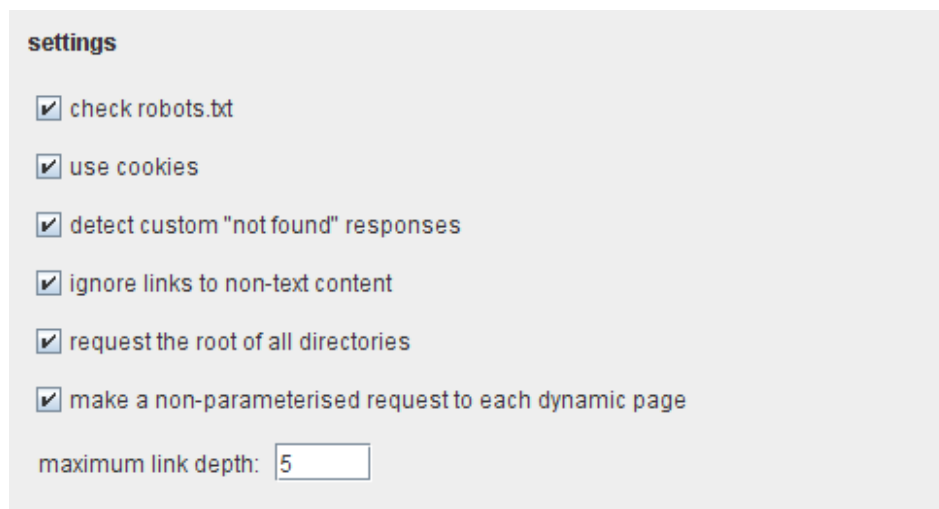 settings
check robots.txt
use cookies
detect custom "not found" responses
ignore links to non-text content
request the root of all directories
make a non-parameterised request to each dynamic page
maximum link depth: 5